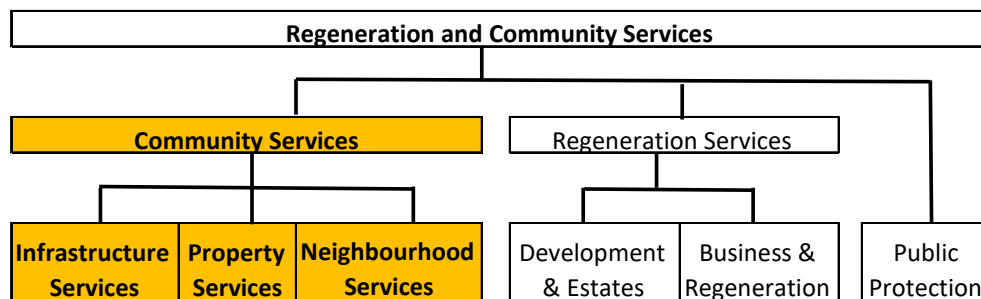 Regeneration and Community Services
Community Services
Regeneration Services
Infrastructure
Services
Property
Services
Neighbourhood
Services
Development
& Estates
Business &
Regeneration
Public
Protection